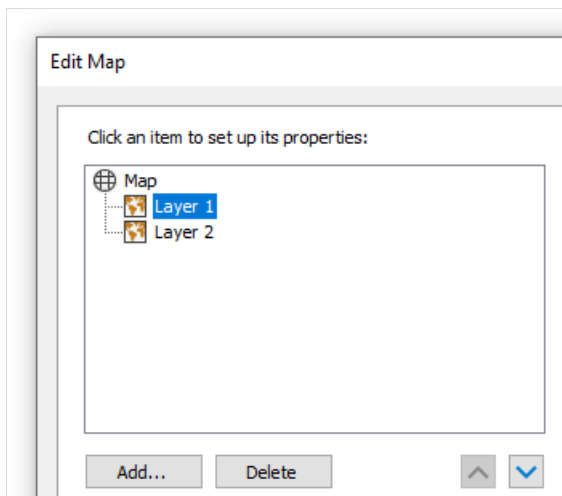 Edit Map
Click an item to set up its properties:
Map
Layer 1
Layer 2
Add... Delete